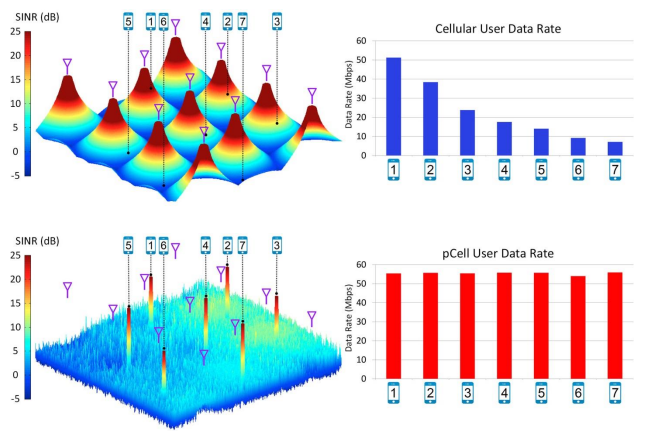 SINR (dB)
25
20
15
10
5
0
-5
5 1 6 4 2 7 3
Cellular User Data Rate
Data Rate (Mbps)
60
50
40
30
20
10
0
1 2 3 4 5 6 7
SINR (dB)
25
20
15
10
5
0
-5
5 1 6 4 2 7 3
pCell User Data Rate
Data Rate (Mbps)
60
50
40
30
20
10
0
1 2 3 4 5 6 7